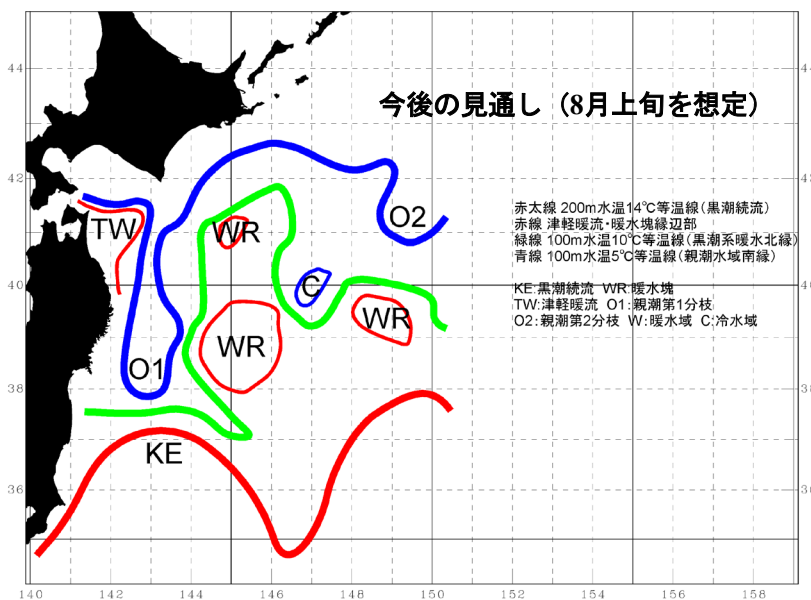 今後の見通し（8月上旬を想定）
44
4
42
42
40
40
38
38
36
3
赤太線 200m水温14℃等温線（黒潮続流）
赤線 津軽暖流・暖水塊縁辺部
緑線 100m水温10℃等温線（黒潮系暖水北縁）
青線 100m水温5℃等温線（親潮水域南縁）
KE:黒潮続流 WR:暖水塊
TW:津軽暖流 O1:親潮第1分枝
O2:親潮第2分枝 W:暖水域 C:冷水域
O2
TW
WR
C
WR
WR
O1
KE
140 142 144 146 148 150 152 154 156 158